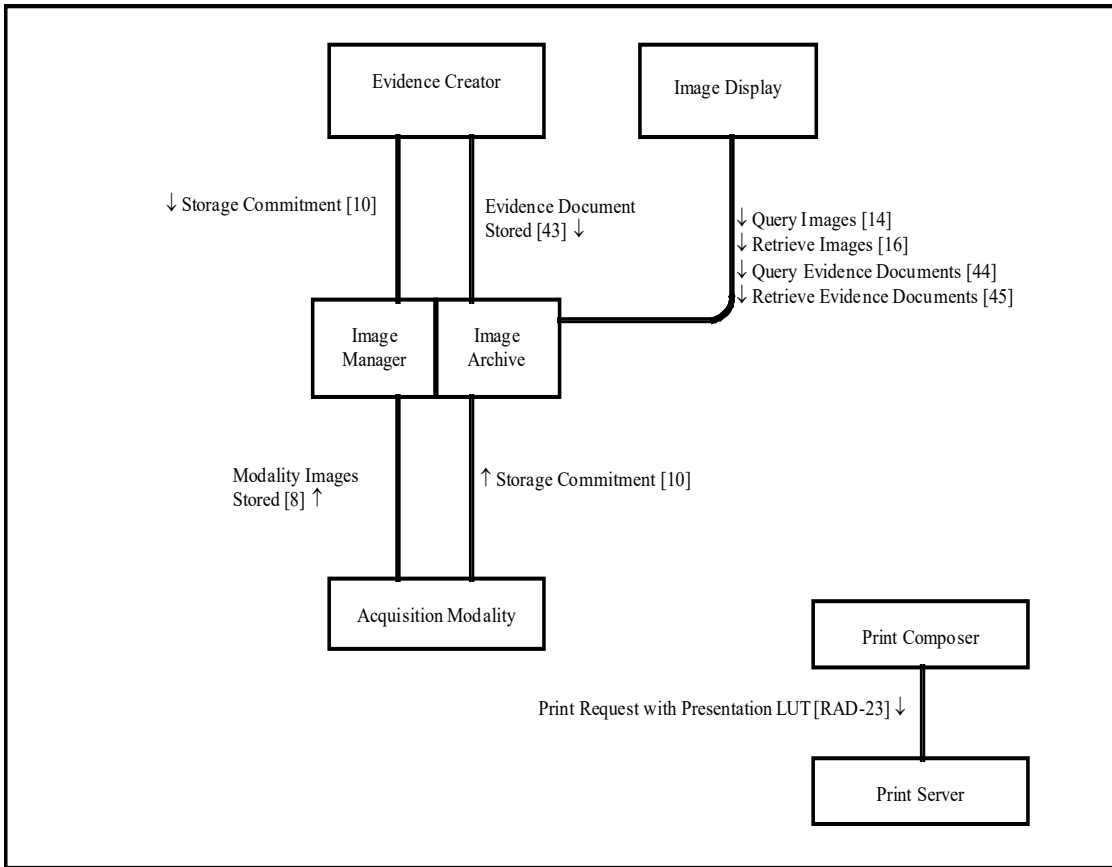 Evidence Creator
Image Display
↓ Storage Commitment [10]
Evidence Document
Stored [43] ↓
↓ Query Images [14]
↓ Retrieve Images [16]
↓ Query Evidence Documents [44]
↓ Retrieve Evidence Documents [45]
Image
Manager
Image
Archive
Modality Images
Stored [8] ↑
↑ Storage Commitment [10]
Acquisition Modality
Print Composer
Print Request with Presentation LUT [RAD-23] ↓
Print Server